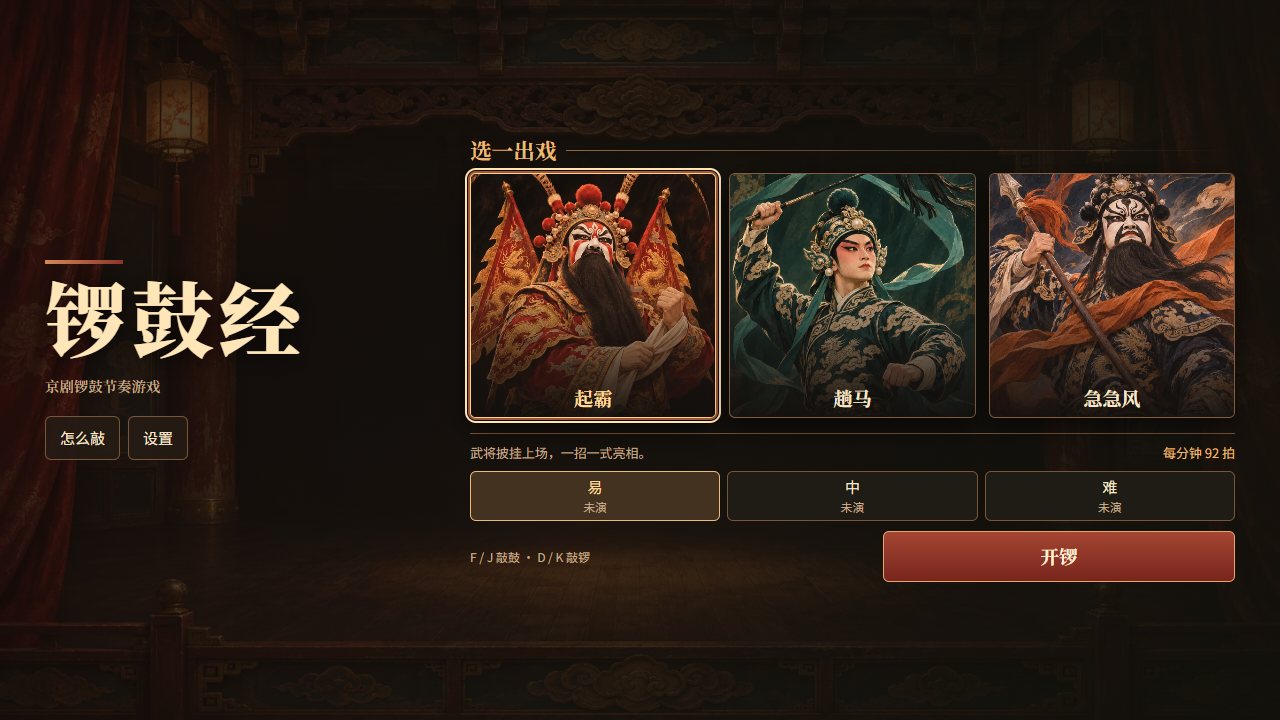 锣鼓经
京剧锣鼓节奏游戏
怎么敲
设置
选一出戏
起霸
趟马
急急风
武将披挂上场，一招一式亮相。
每分钟 92 拍
易
未演
中
未演
难
未演
F / J 敲鼓 · D / K 敲锣
开锣